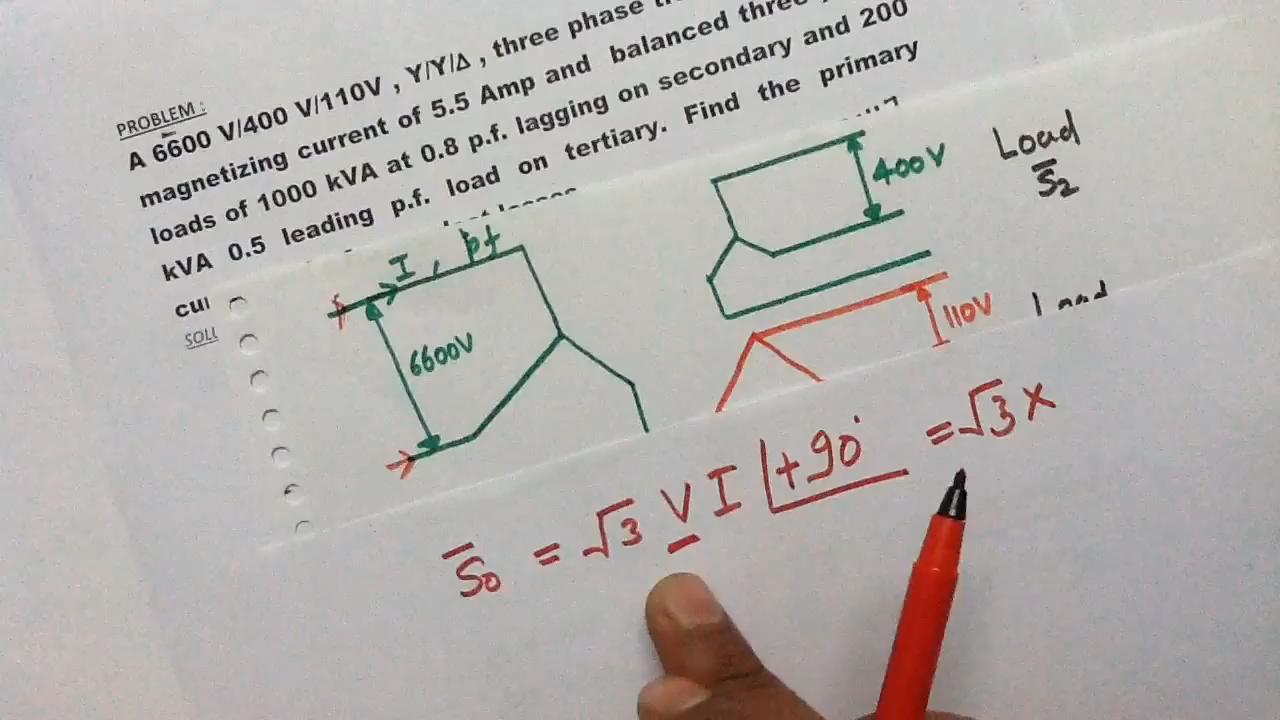 PROBLEM :
A 6600 V/400 V/110V , Y/Y/Δ , three phase
magnetizing current of 5.5 Amp and balanced three
loads of 1000 kVA at 0.8 p.f. lagging on secondary and 200
kVA 0.5 leading p.f. load on tertiary. Find the primary
I , pf
6600V
400V
Load
S̅₂
110V
S̅₀ = √3 V I ∠+90° = √3 ×